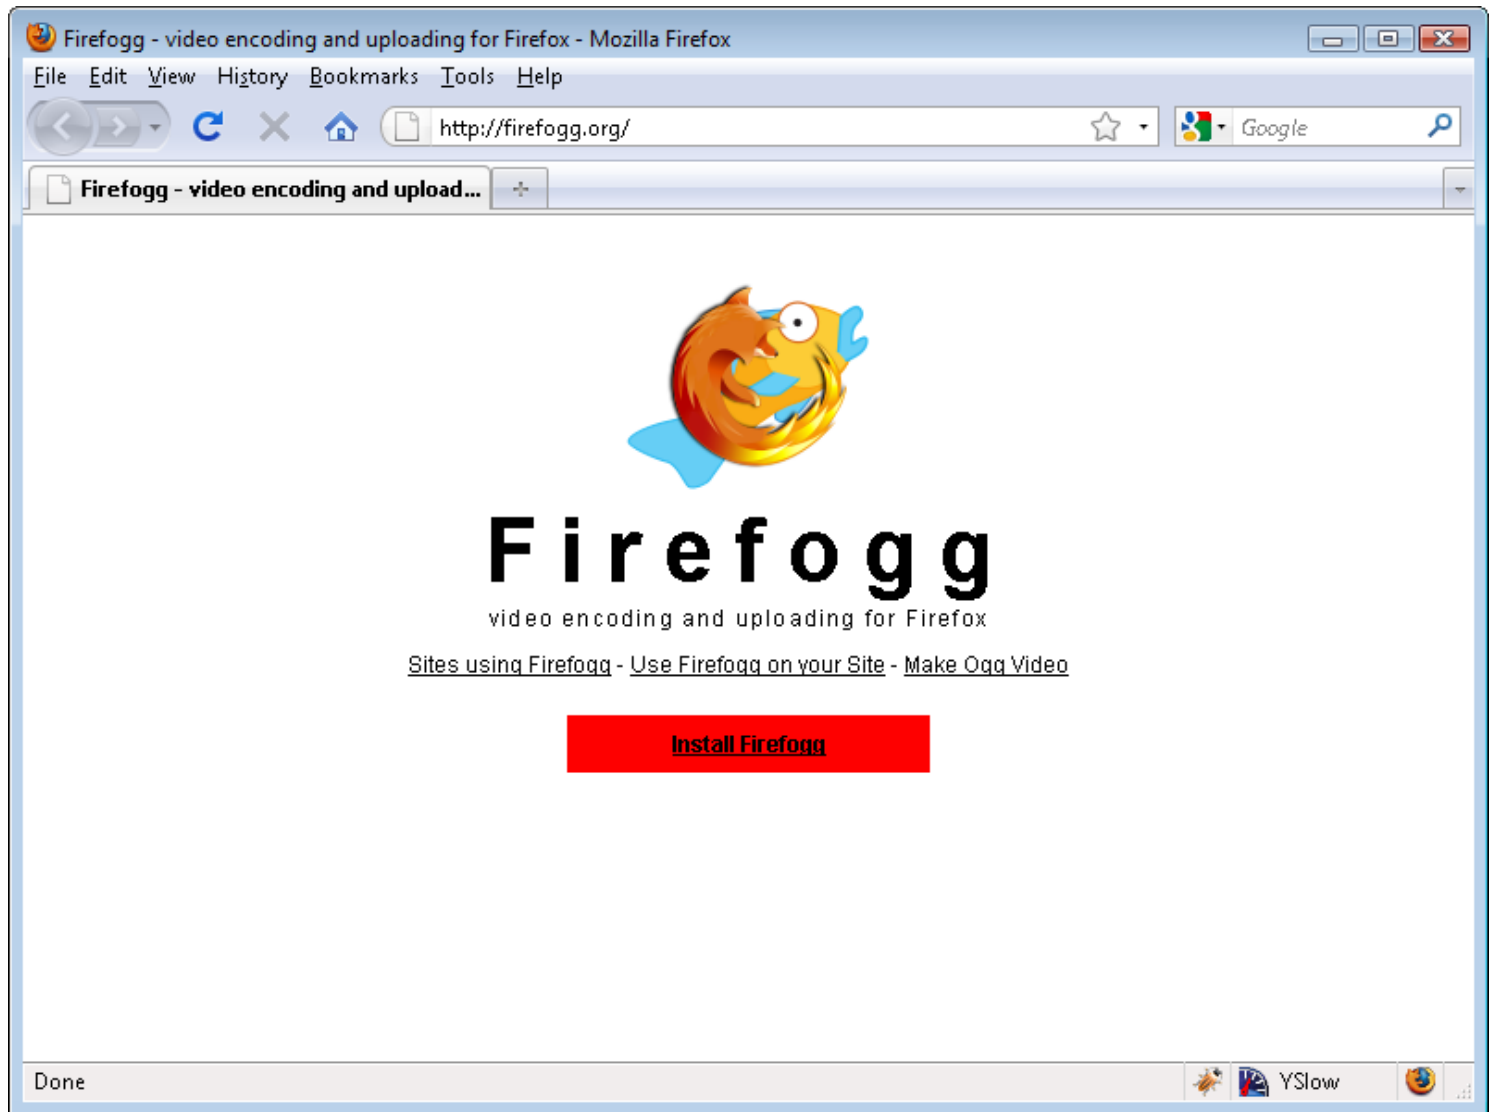 Firefogg - video encoding and uploading for Firefox - Mozilla Firefox
File Edit View History Bookmarks Tools Help
http://firefogg.org/ Google
Firefogg - video encoding and upload...
Firefogg
video encoding and uploading for Firefox
Sites using Firefogg - Use Firefogg on your Site - Make Ogg Video
Install Firefogg
Done YSlow